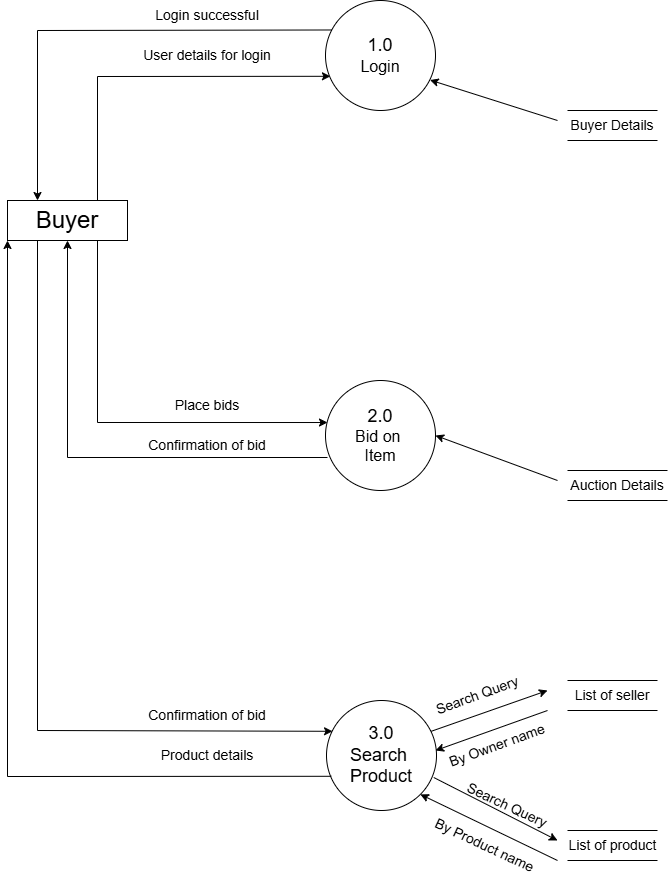 Login successful
1.0
Login
User details for login
Buyer Details
Buyer
Place bids
2.0
Bid on
Item
Confirmation of bid
Auction Details
Search Query
List of seller
Confirmation of bid
3.0
Search
Product
By Owner name
Product details
Search Query
By Product name
List of product